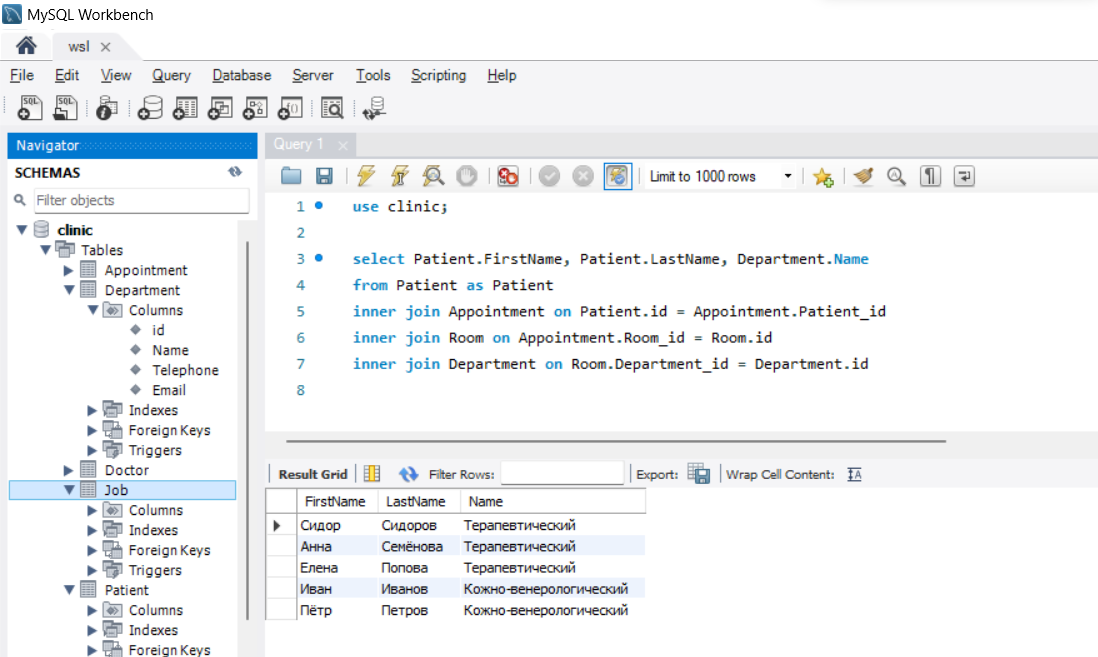 MySQL Workbench
wsl
File Edit View Query Database Server Tools Scripting Help
Navigator
SCHEMAS
Filter objects
clinic
Tables
Appointment
Department
Columns
id
Name
Telephone
Email
Indexes
Foreign Keys
Triggers
Doctor
Job
Columns
Indexes
Foreign Keys
Triggers
Patient
Columns
Indexes
Foreign Keys
Query 1
Limit to 1000 rows
1 use clinic;
2
3 select Patient.FirstName, Patient.LastName, Department.Name
4 from Patient as Patient
5 inner join Appointment on Patient.id = Appointment.Patient_id
6 inner join Room on Appointment.Room_id = Room.id
7 inner join Department on Room.Department_id = Department.id
8
Result Grid Filter Rows: Export: Wrap Cell Content:
FirstName LastName Name
Сидор Сидоров Терапевтический
Анна Семёнова Терапевтический
Елена Попова Терапевтический
Иван Иванов Кожно-венерологический
Пётр Петров Кожно-венерологический